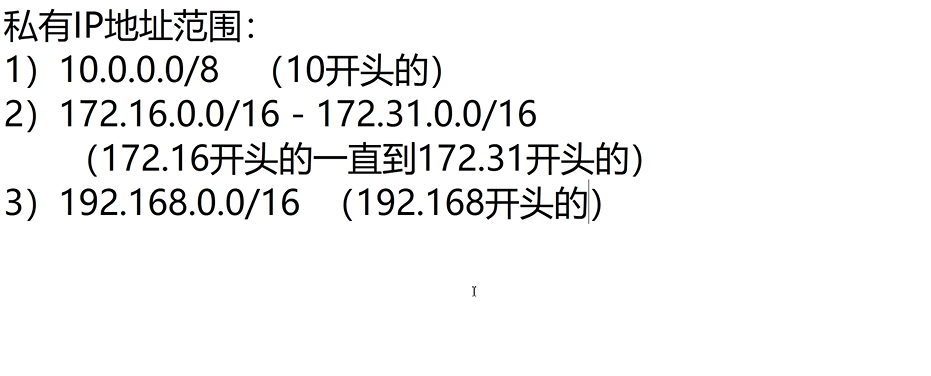 私有IP地址范围：
1）10.0.0.0/8 （10开头的）
2）172.16.0.0/16 - 172.31.0.0/16
（172.16开头的一直到172.31开头的）
3）192.168.0.0/16 （192.168开头的）